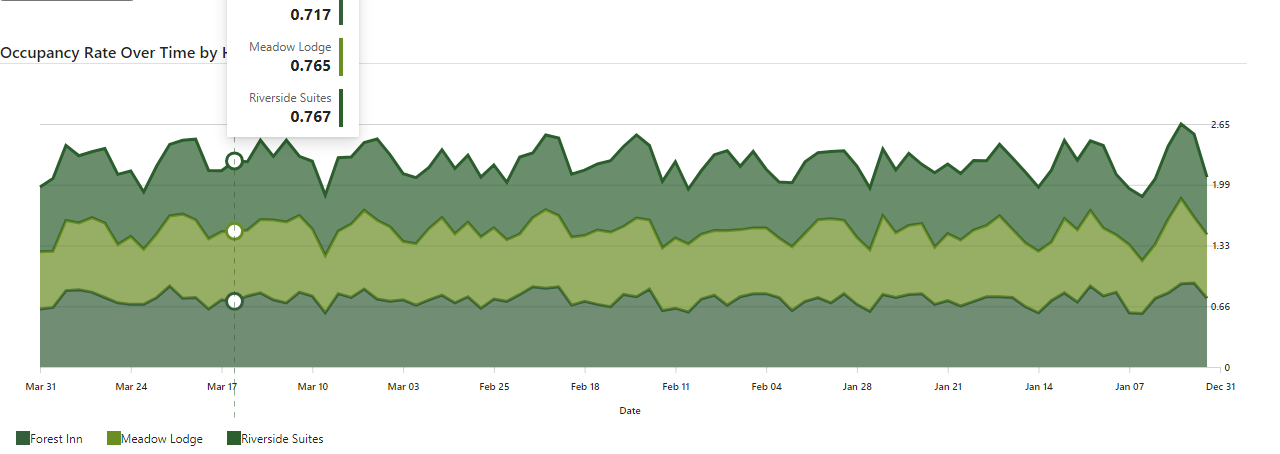 0.717
Meadow Lodge
0.765
Riverside Suites
0.767
Occupancy Rate Over Time by
2.65
1.99
1.33
0.66
0
Mar 31 Mar 24 Mar 17 Mar 10 Mar 03 Feb 25 Feb 18 Feb 11 Feb 04 Jan 28 Jan 21 Jan 14 Jan 07 Dec 31
Date
Forest Inn Meadow Lodge Riverside Suites